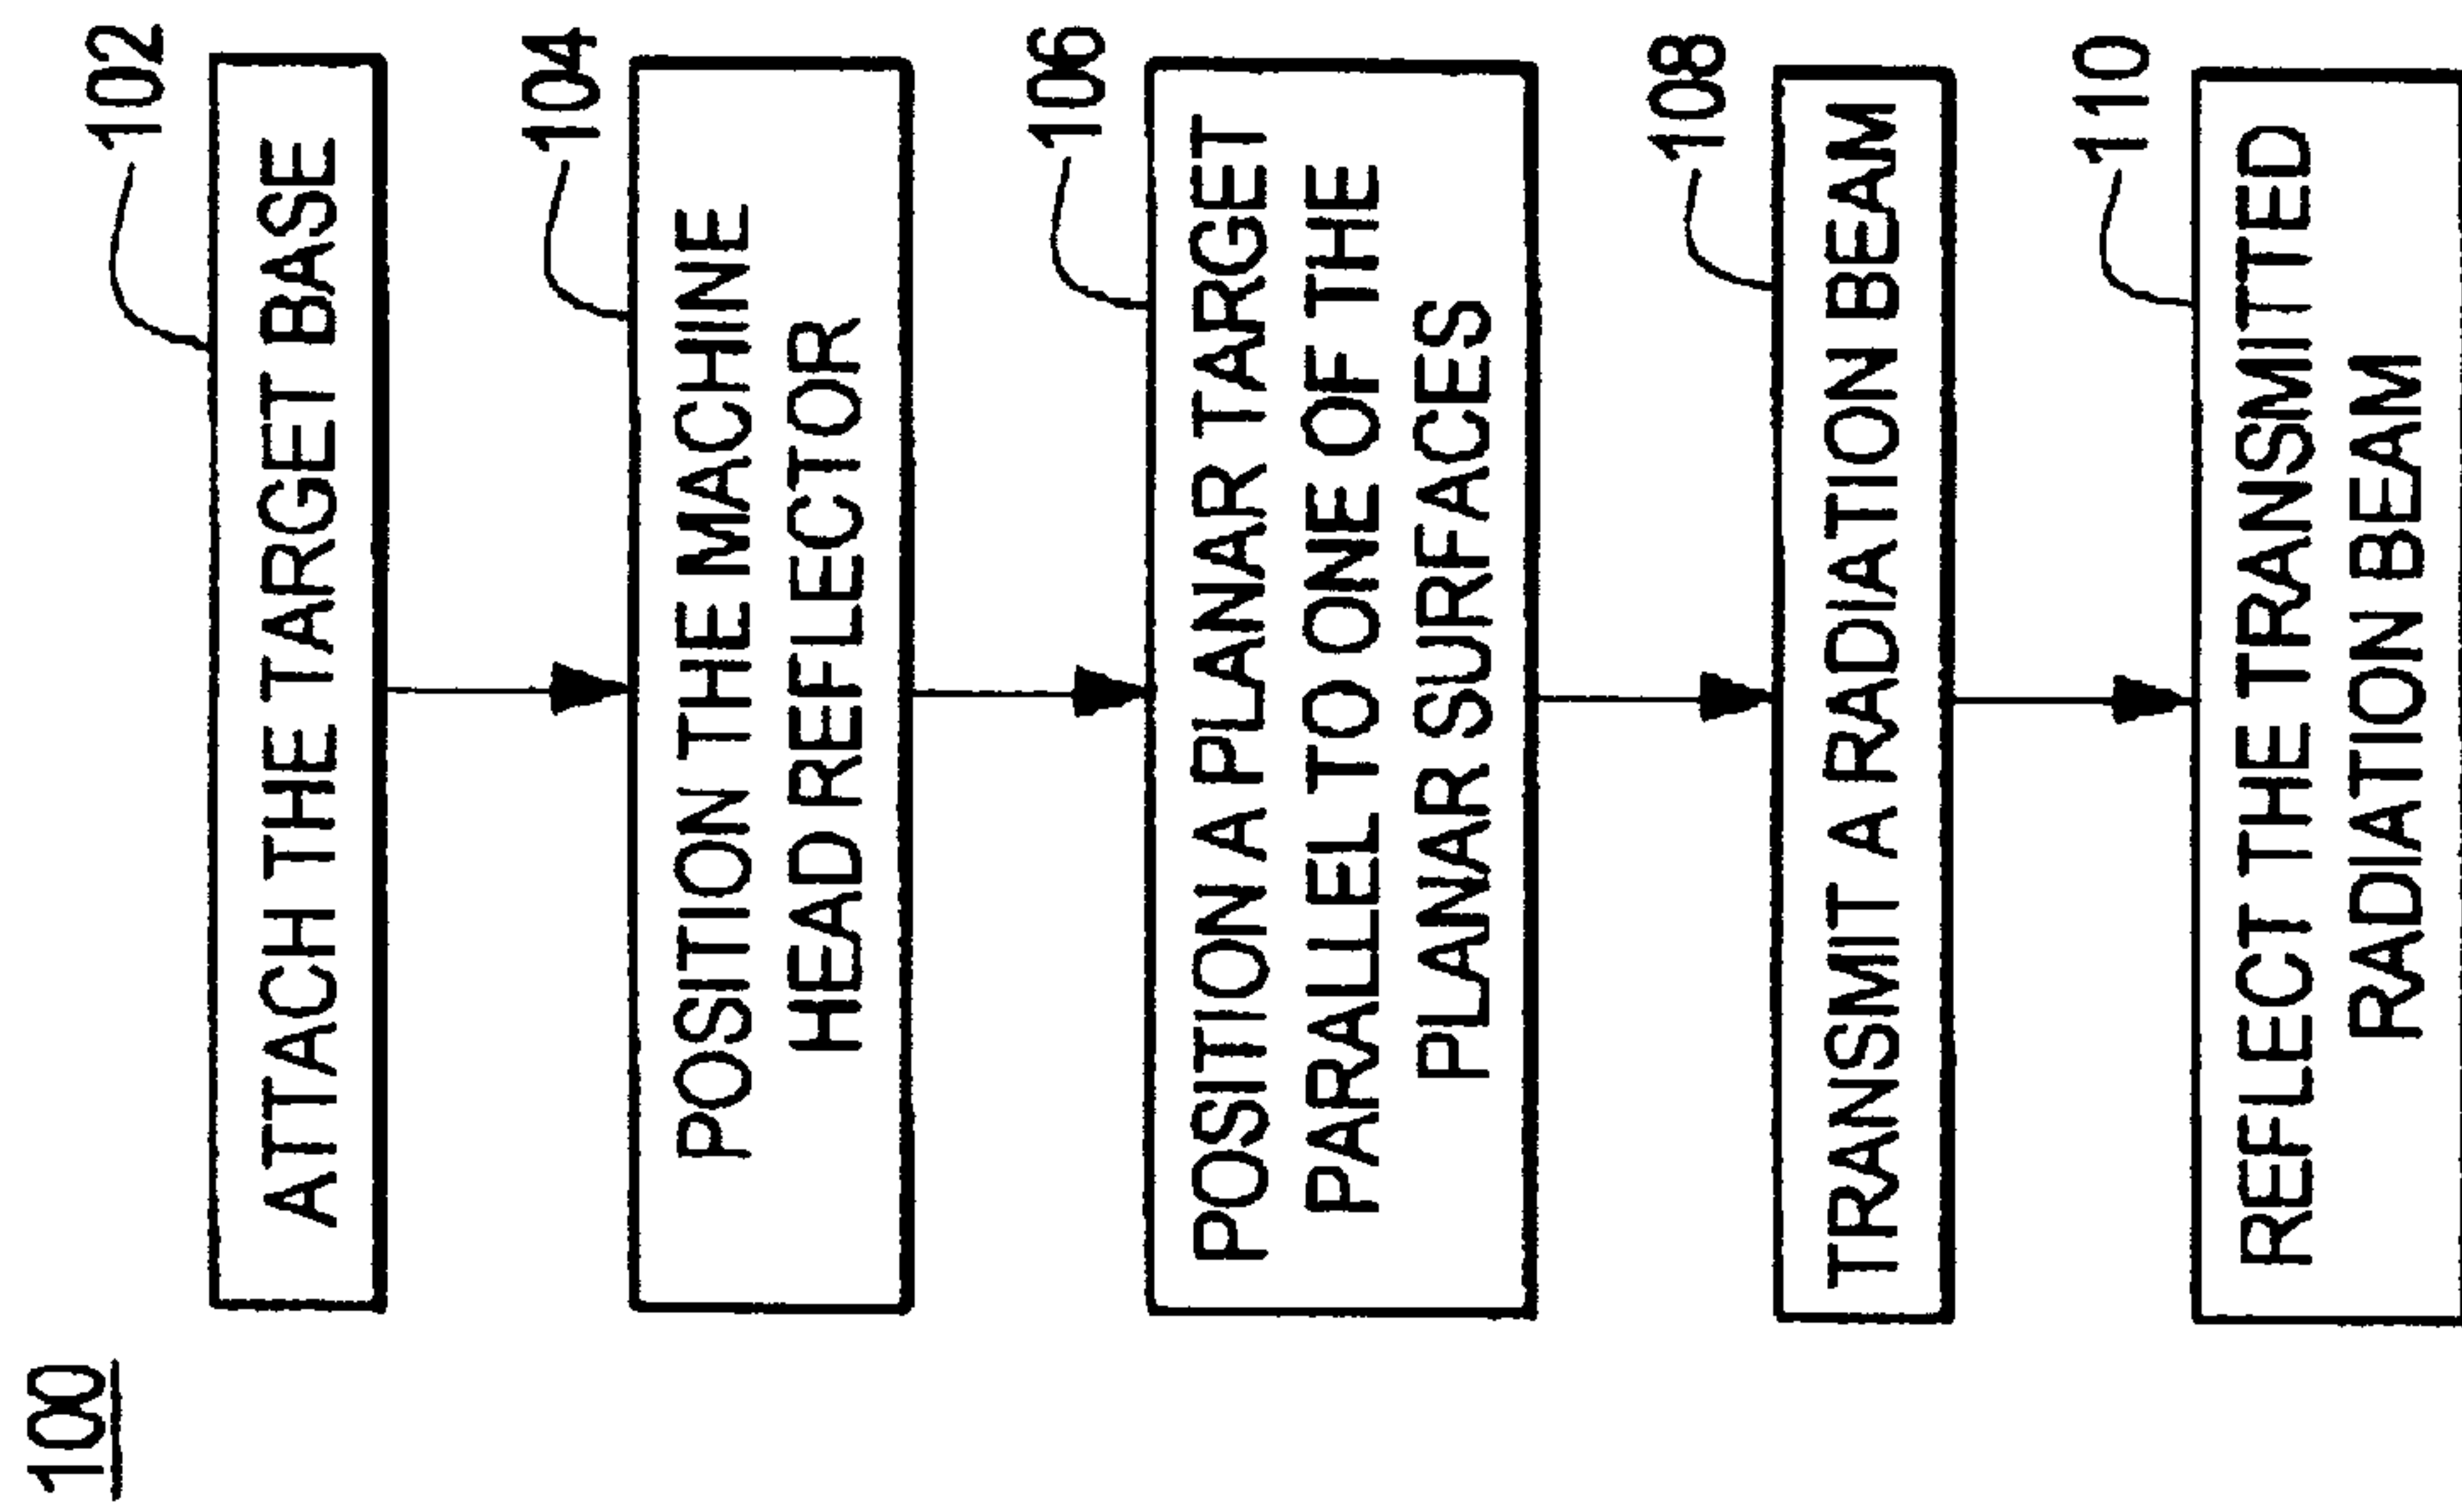 100
102
ATTACH THE TARGET BASE
104
POSITION THE MACHINE
HEAD REFLECTOR
106
POSITION A PLANAR TARGET
PARALLEL TO ONE OF THE
PLANAR SURFACES
108
TRANSMIT A RADIATION BEAM
110
REFLECT THE TRANSMITTED
RADIATION BEAM